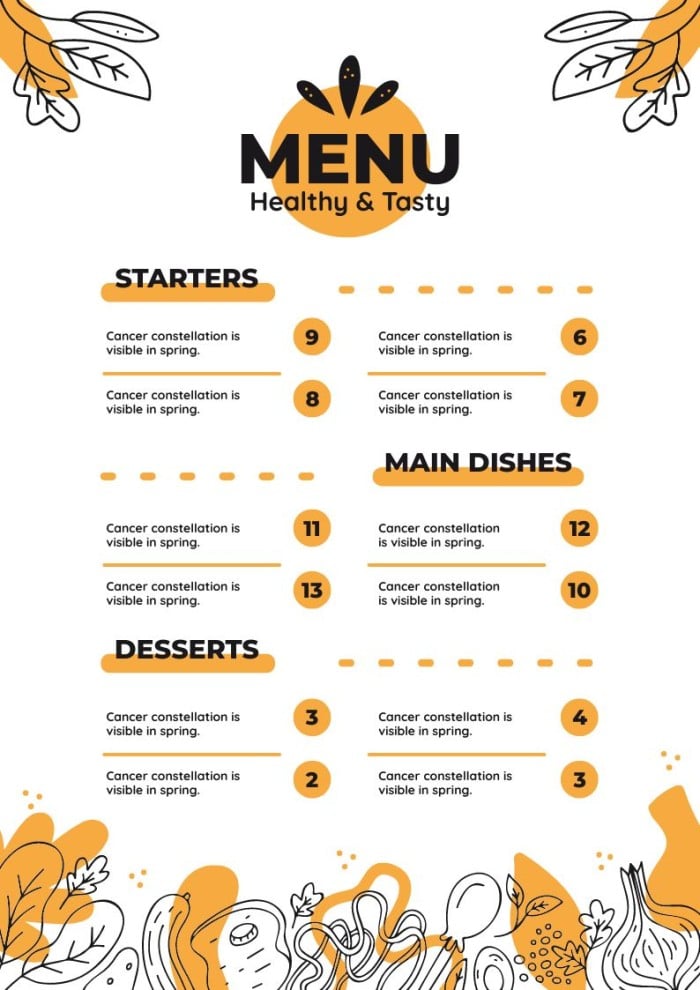 MENU
Healthy & Tasty
STARTERS
Cancer constellation is
visible in spring.
9
Cancer constellation is
visible in spring.
6
Cancer constellation is
visible in spring.
8
Cancer constellation is
visible in spring.
7
MAIN DISHES
Cancer constellation is
visible in spring.
11
Cancer constellation
is visible in spring.
12
Cancer constellation is
visible in spring.
13
Cancer constellation
is visible in spring.
10
DESSERTS
Cancer constellation is
visible in spring.
3
Cancer constellation is
visible in spring.
4
Cancer constellation is
visible in spring.
2
Cancer constellation is
visible in spring.
3